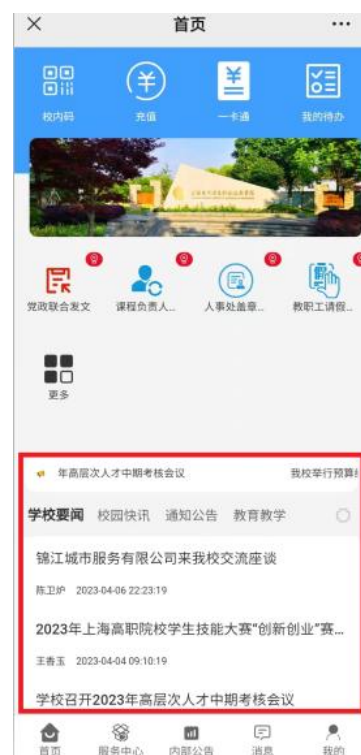 首页
校内码 充值 一卡通 我的待办
党政联合发文 课程负责人... 人事处盖章... 教职工请假...
更多
年高层次人才中期考核会议 我校举行预算
学校要闻 校园快讯 通知公告 教育教学
锦江城市服务有限公司来我校交流座谈
陈卫护 2023-04-06 22:23:19
2023年上海高职院校学生技能大赛“创新创业”赛...
王香玉 2023-04-04 09:10:19
学校召开2023年高层次人才中期考核会议
首页 服务中心 内部公告 消息 我的